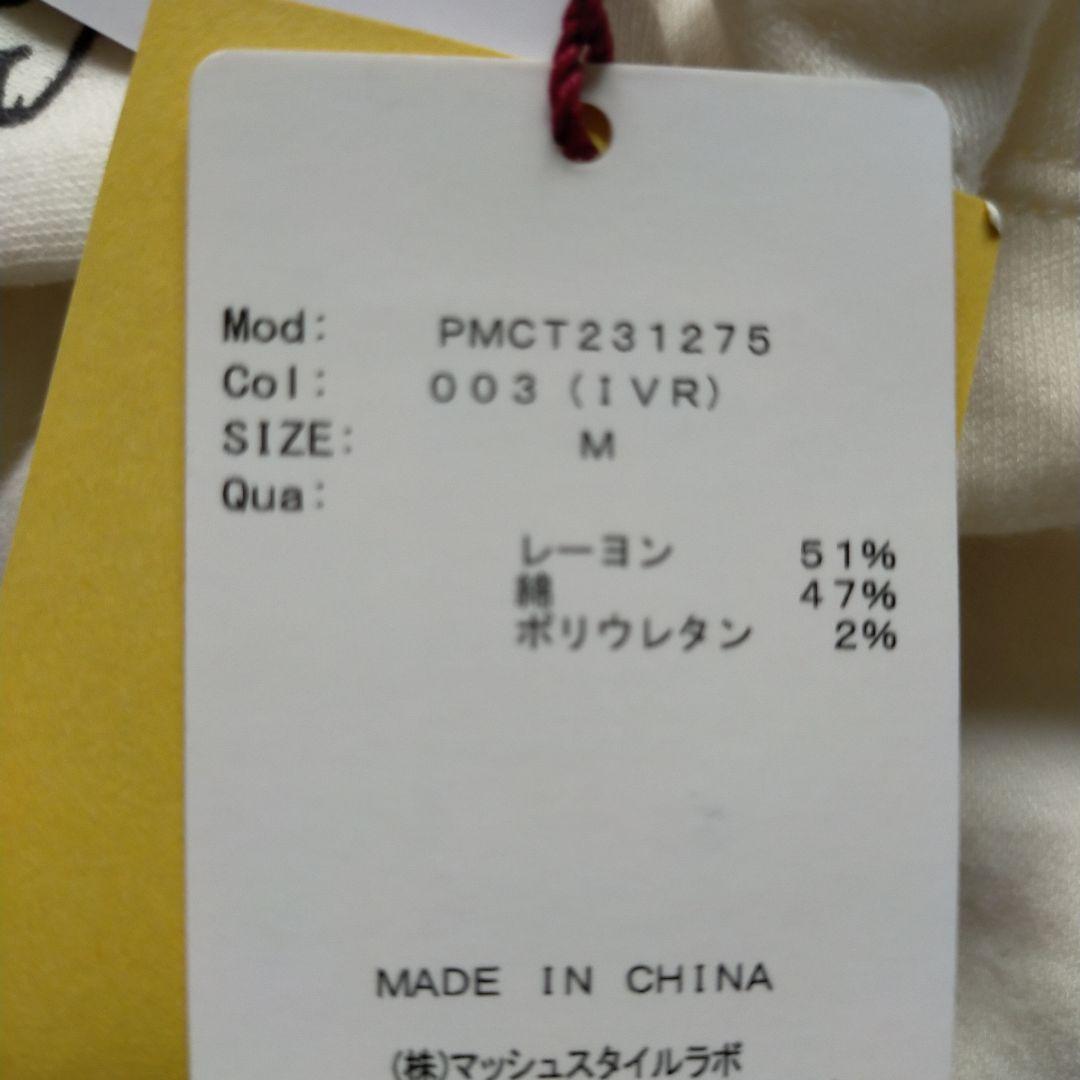 Mod: PMCT231275
Col: 003(IVR)
SIZE: M
Qua:
レーヨン 51%
綿 47%
ポリウレタン 2%
MADE IN CHINA
(株)マッシュスタイルラボ